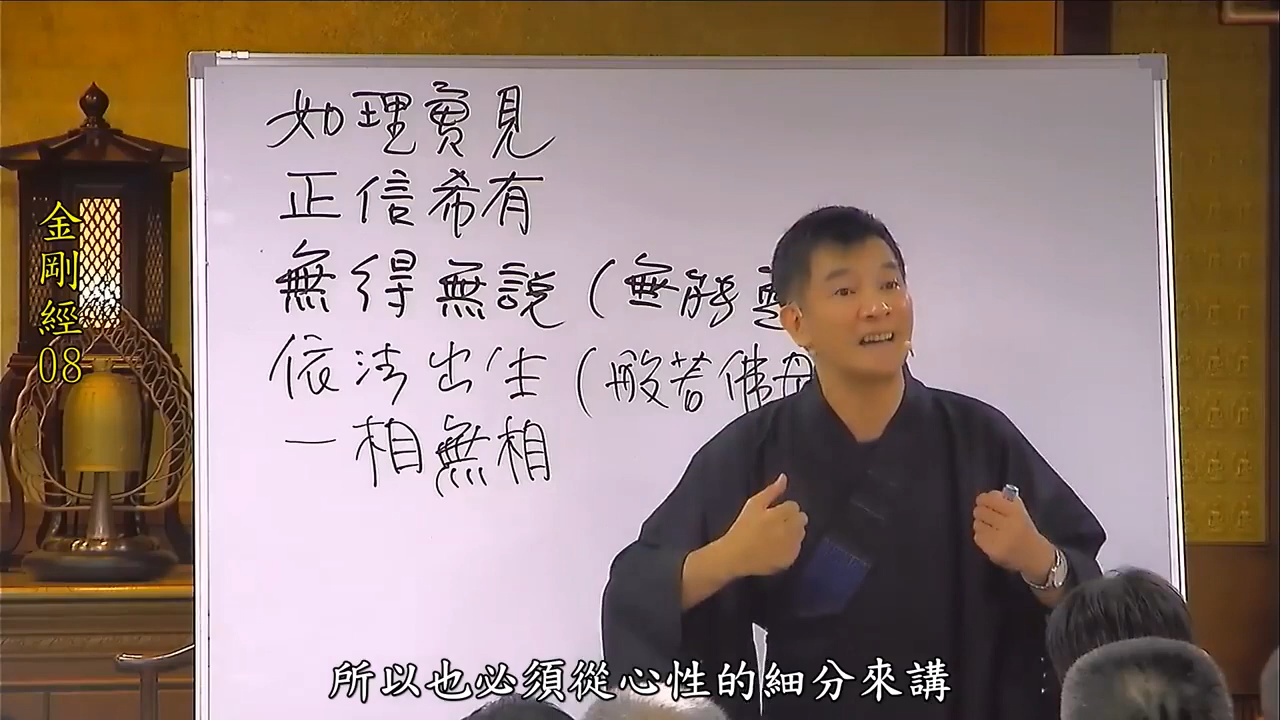 金剛經08
如理實見
正信希有
無得無説（無能
依法出生（般若佛母
一相無相
所以也必須從心性的細分來講